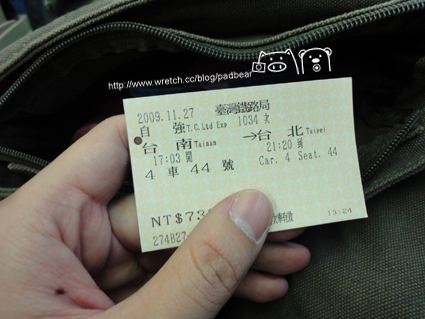 http://www.wretch.cc/blog/padbear
2009.11.27 臺灣鐵路局
自強 T.C.Ltd Exp 1034 次
台南 Tainan →台北 Taipei
17:03 開 21:20 到
4 車 44 號 Car. 4 Seat. 44
NT$73
274B27 13:24